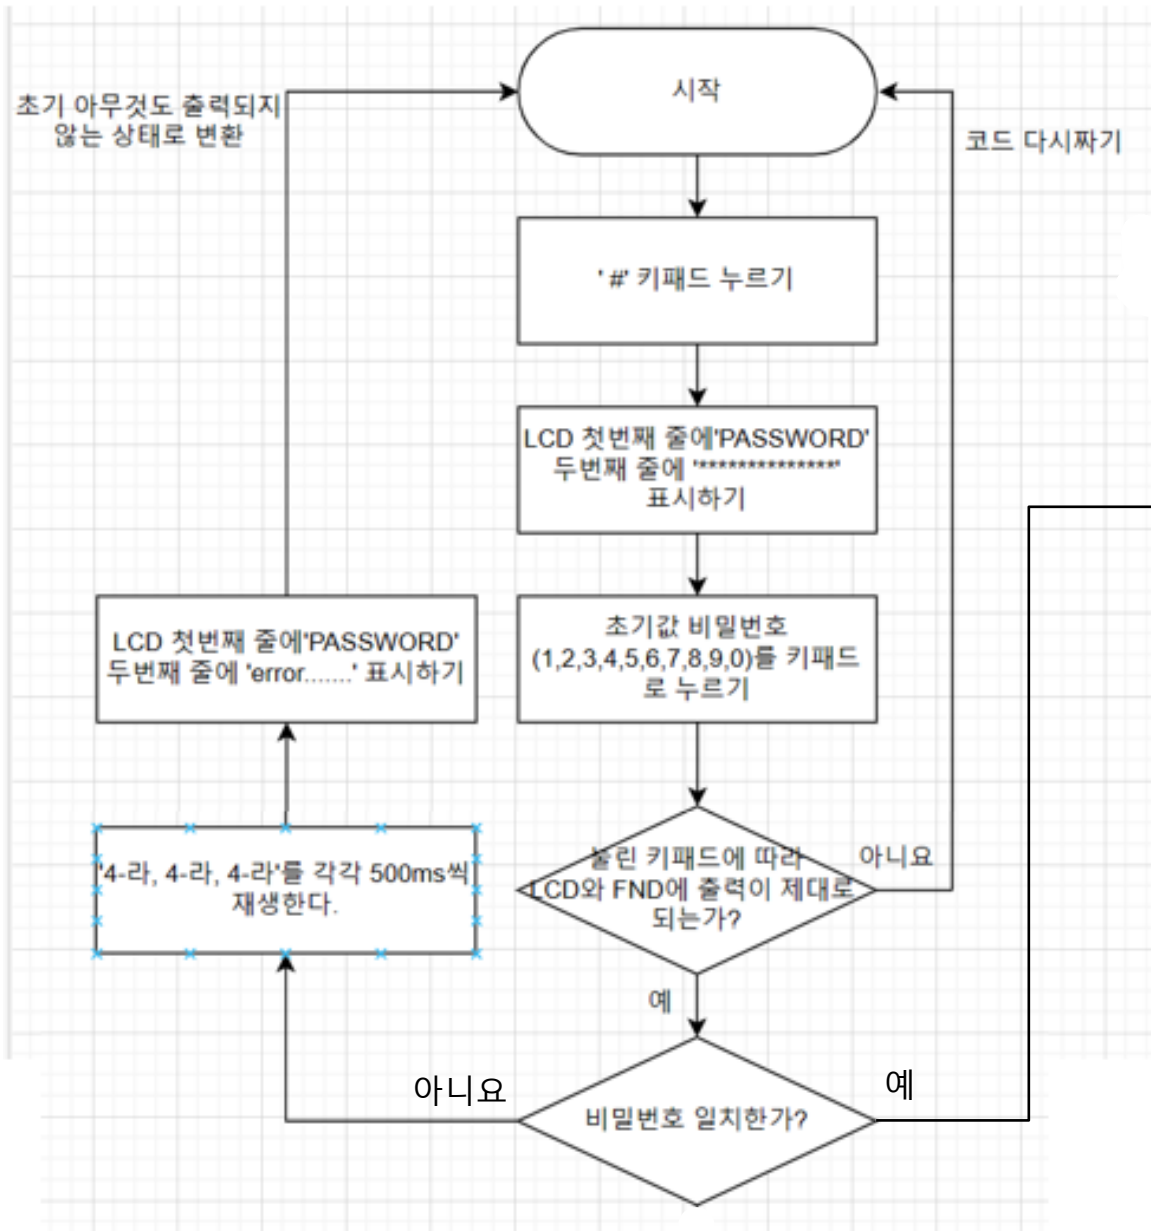 시작
초기 아무것도 출력되지
않는 상태로 변환
코드 다시짜기
' #' 키패드 누르기
LCD 첫번째 줄에'PASSWORD'
두번째 줄에 '**************'
표시하기
LCD 첫번째 줄에'PASSWORD'
두번째 줄에 'error.......' 표시하기
초기값 비밀번호
(1,2,3,4,5,6,7,8,9,0)를 키패드
로 누르기
'4-라, 4-라, 4-라'를 각각 500ms씩
재생한다.
눌린 키패드에 따라
LCD와 FND에 출력이 제대로
되는가?
아니요
예
아니요
예
비밀번호 일치한가?